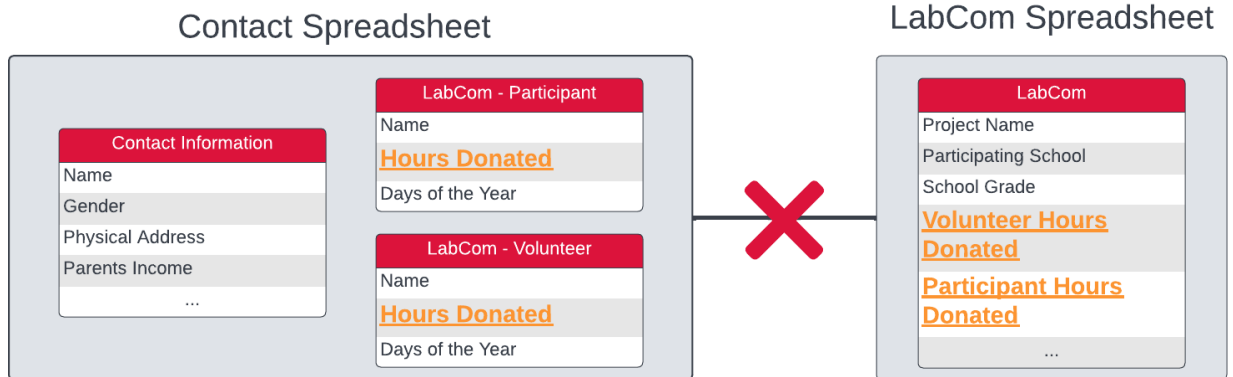 Contact Spreadsheet
LabCom Spreadsheet
Contact Information
Name
Gender
Physical Address
Parents Income
...
LabCom - Participant
Name
Hours Donated
Days of the Year
LabCom - Volunteer
Name
Hours Donated
Days of the Year
LabCom
Project Name
Participating School
School Grade
Volunteer Hours
Donated
Participant Hours
Donated
...